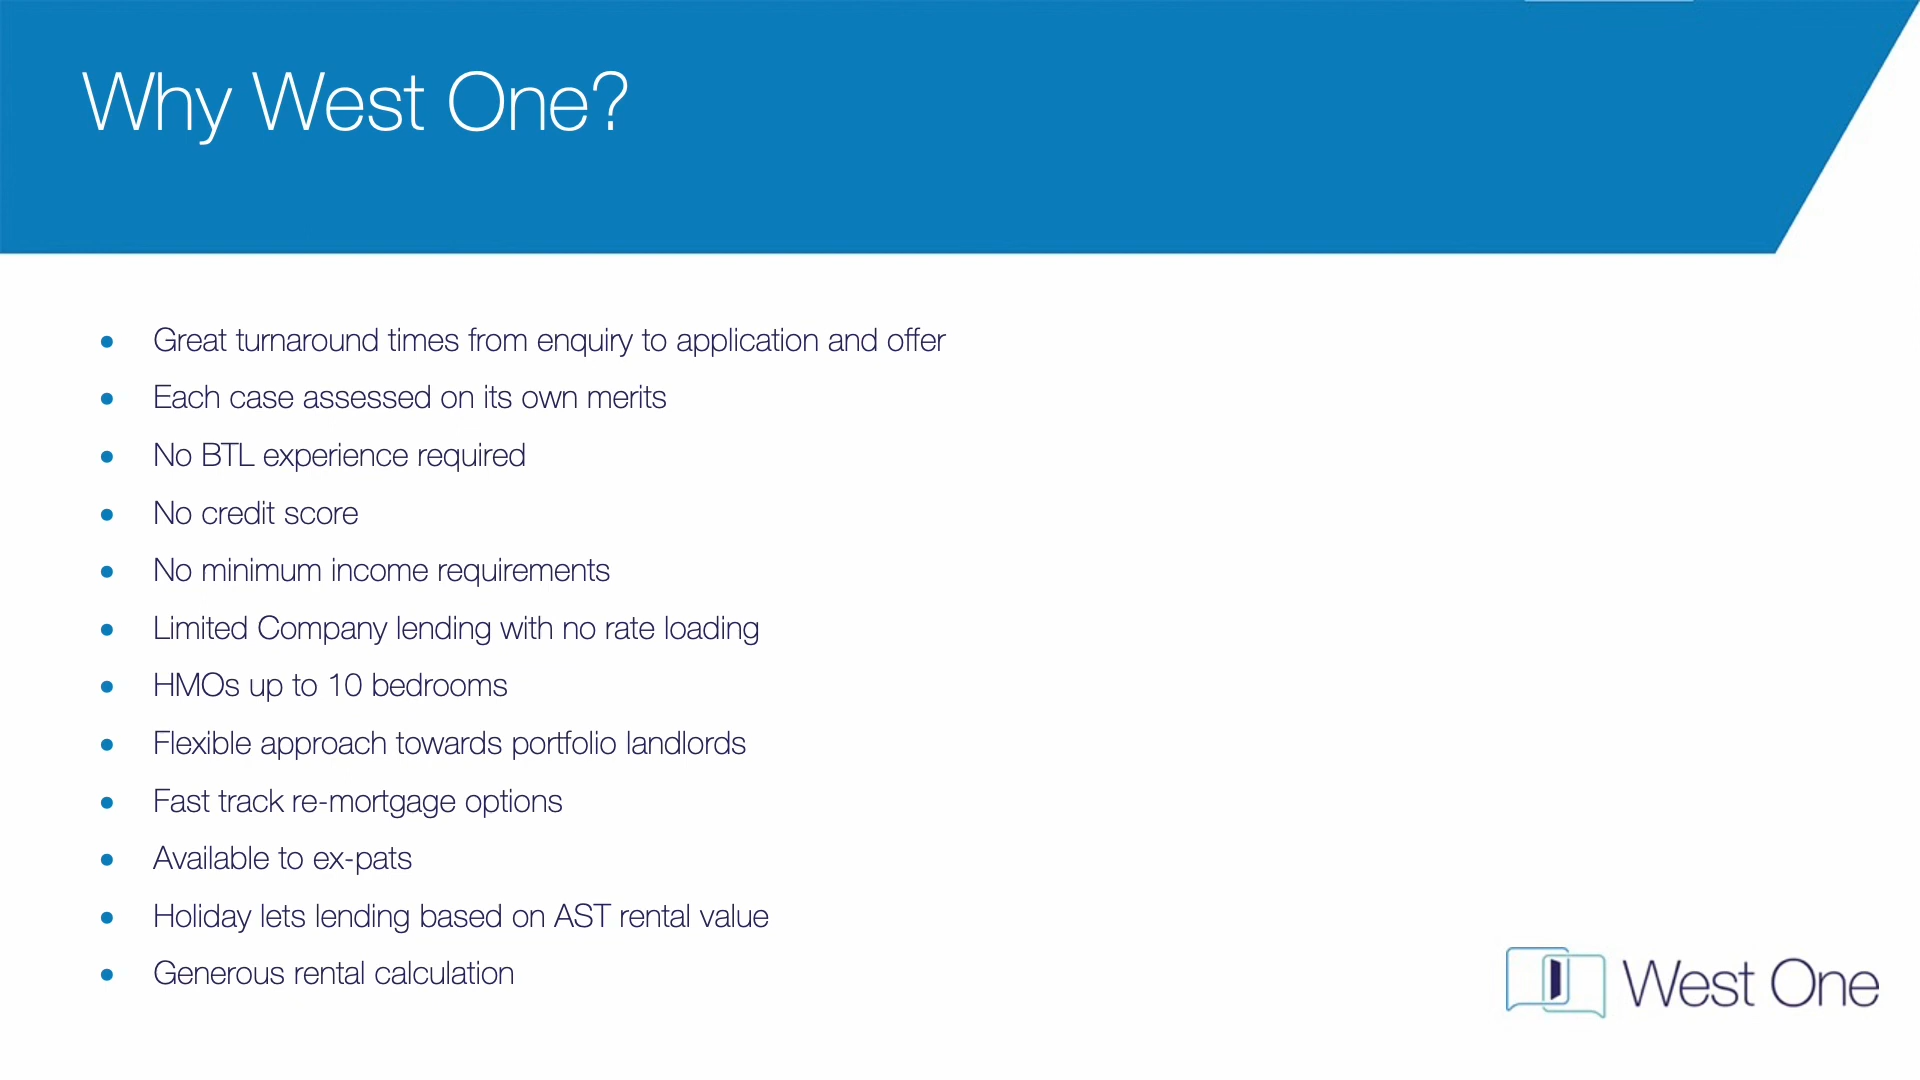 Why West One?
• Great turnaround times from enquiry to application and offer
• Each case assessed on its own merits
• No BTL experience required
• No credit score
• No minimum income requirements
• Limited Company lending with no rate loading
• HMOs up to 10 bedrooms
• Flexible approach towards portfolio landlords
• Fast track re-mortgage options
• Available to ex-pats
• Holiday lets lending based on AST rental value
• Generous rental calculation
West One